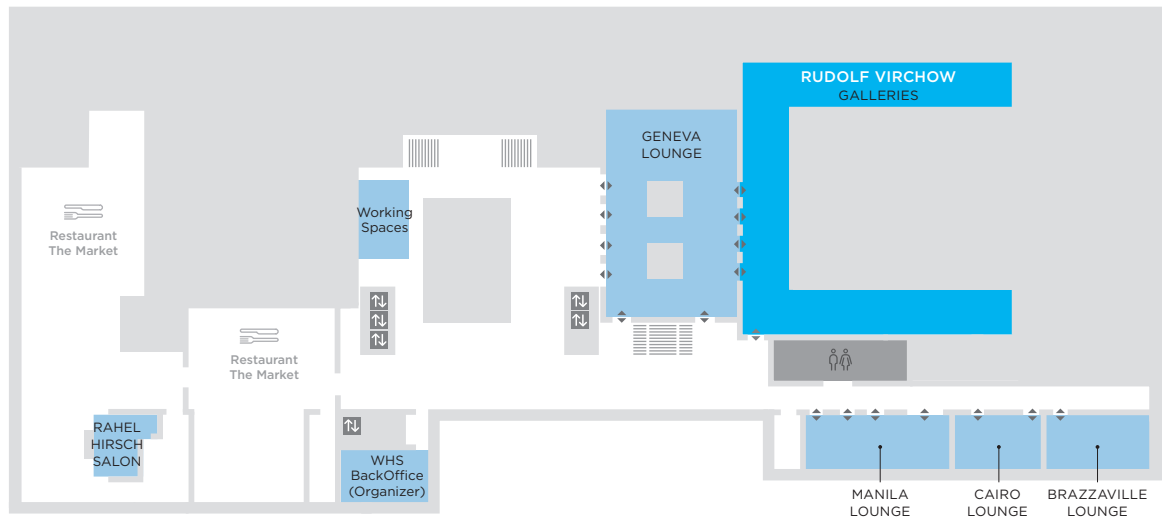 RUDOLF VIRCHOW
GALLERIES
GENEVA
LOUNGE
Working
Spaces
Restaurant
The Market
Restaurant
The Market
RAHEL
HIRSCH
SALON
WHS
BackOffice
(Organizer)
MANILA
LOUNGE
CAIRO
LOUNGE
BRAZZAVILLE
LOUNGE